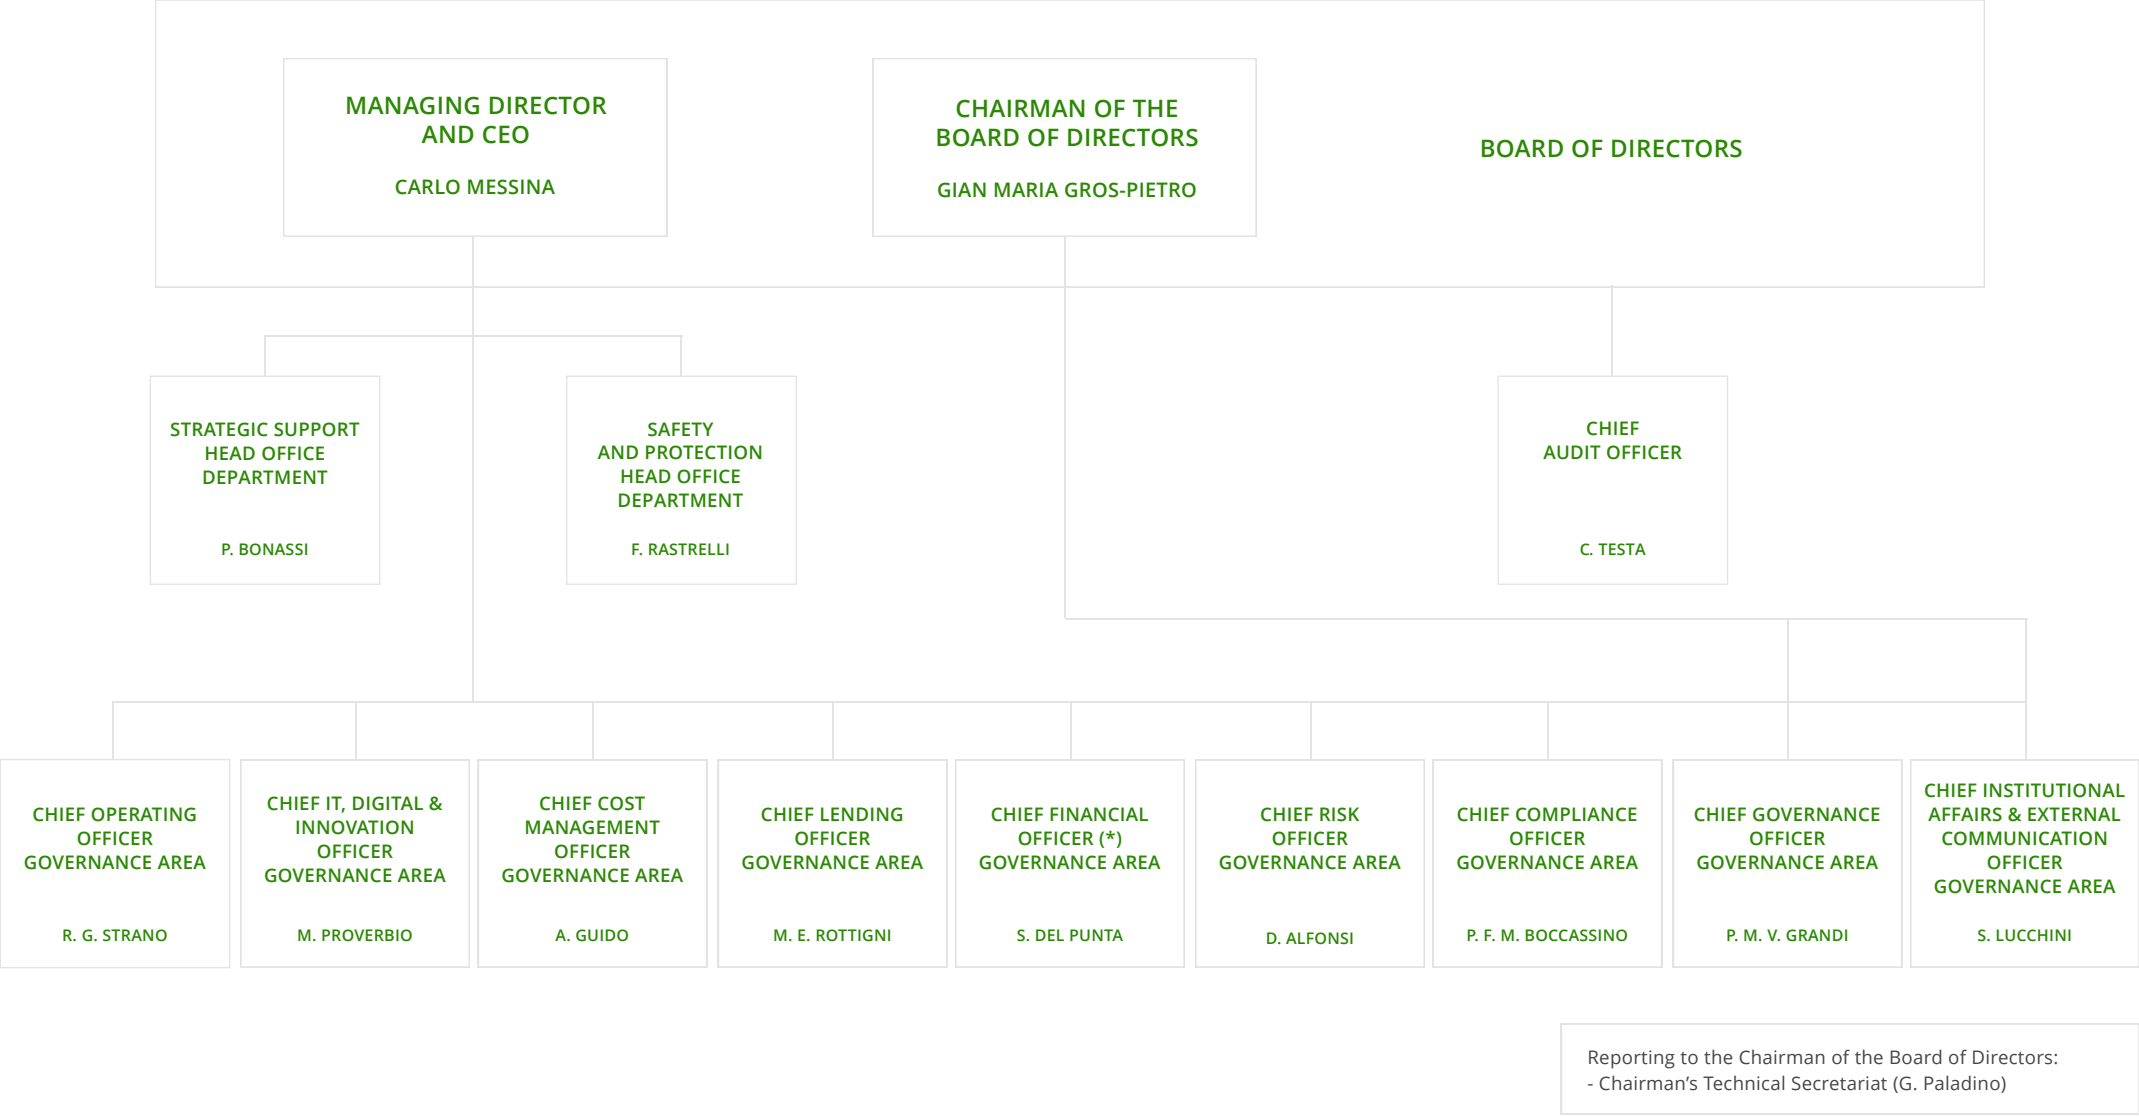 MANAGING DIRECTOR
AND CEO
CARLO MESSINA
CHAIRMAN OF THE
BOARD OF DIRECTORS
GIAN MARIA GROS-PIETRO
BOARD OF DIRECTORS
STRATEGIC SUPPORT
HEAD OFFICE
DEPARTMENT
P. BONASSI
SAFETY
AND PROTECTION
HEAD OFFICE
DEPARTMENT
F. RASTRELLI
CHIEF
AUDIT OFFICER
C. TESTA
CHIEF OPERATING
OFFICER
GOVERNANCE AREA
R. G. STRANO
CHIEF IT, DIGITAL &
INNOVATION
OFFICER
GOVERNANCE AREA
M. PROVERBIO
CHIEF COST
MANAGEMENT
OFFICER
GOVERNANCE AREA
A. GUIDO
CHIEF LENDING
OFFICER
GOVERNANCE AREA
M. E. ROTTIGNI
CHIEF FINANCIAL
OFFICER (*)
GOVERNANCE AREA
S. DEL PUNTA
CHIEF RISK
OFFICER
GOVERNANCE AREA
D. ALFONSI
CHIEF COMPLIANCE
OFFICER
GOVERNANCE AREA
P. F. M. BOCCASSINO
CHIEF GOVERNANCE
OFFICER
GOVERNANCE AREA
P. M. V. GRANDI
CHIEF INSTITUTIONAL
AFFAIRS & EXTERNAL
COMMUNICATION
OFFICER
GOVERNANCE AREA
S. LUCCHINI
Reporting to the Chairman of the Board of Directors:
- Chairman’s Technical Secretariat (G. Paladino)